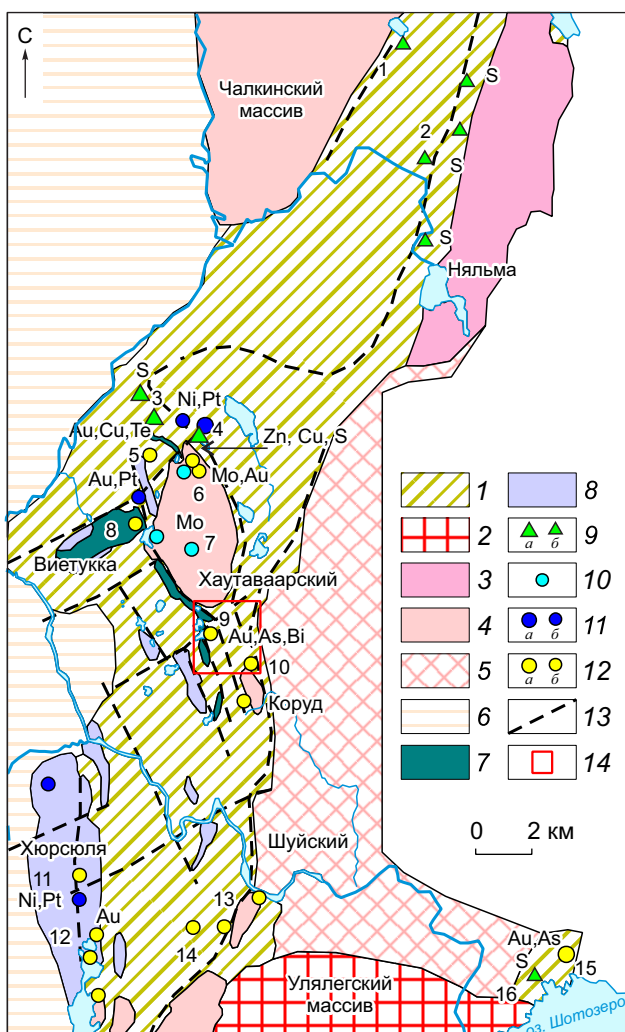 С
1
Чалкинский
массив
S
2
S
S
Няльма
S
3
Ni,Pt
Au,Cu,Te
4
Zn, Cu, S
5
Au,Pt
6
Mo,Au
8
Mo
7
Виетукка
Хаутаваарский
9
Au,As,Bi
10
Коруд
Шуйский
Хюрсюля
11
Ni,Pt
Au
12
13
14
Au,As
S
15
16
Улялегский
массив
оз. Шотозеро
1
2
3
4
5
6
7
8
а б
9
10
а б
11
а б
12
13
14
0 2 км